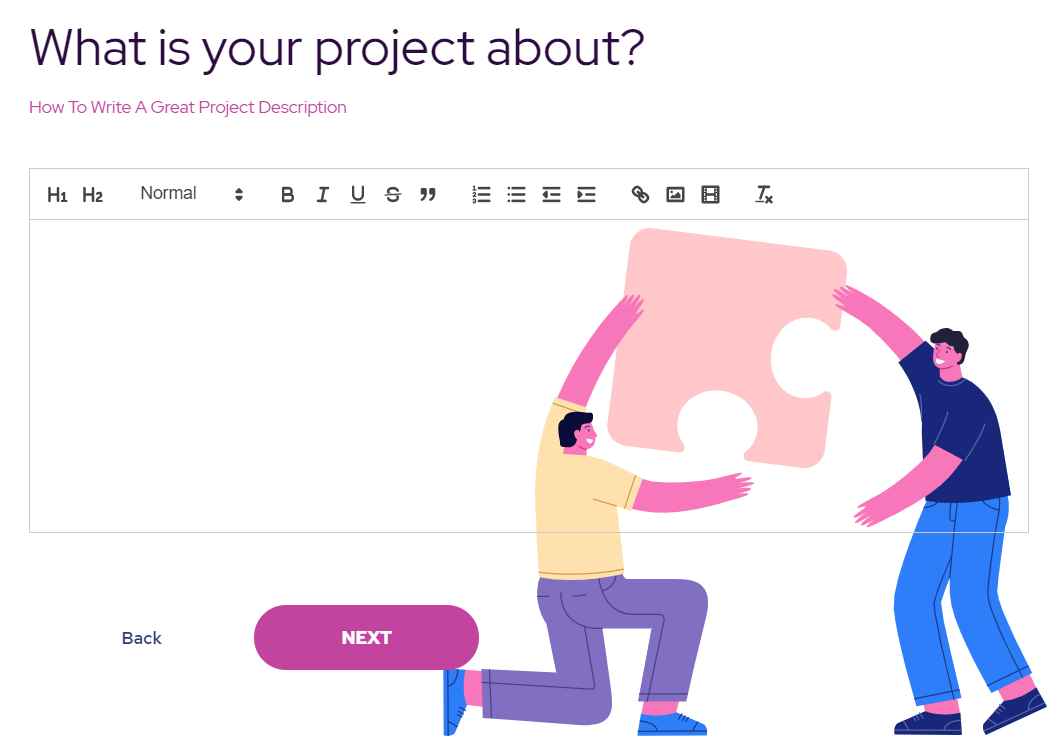 What is your project about?
How To Write A Great Project Description
H1 H2 Normal B I U S
Back NEXT